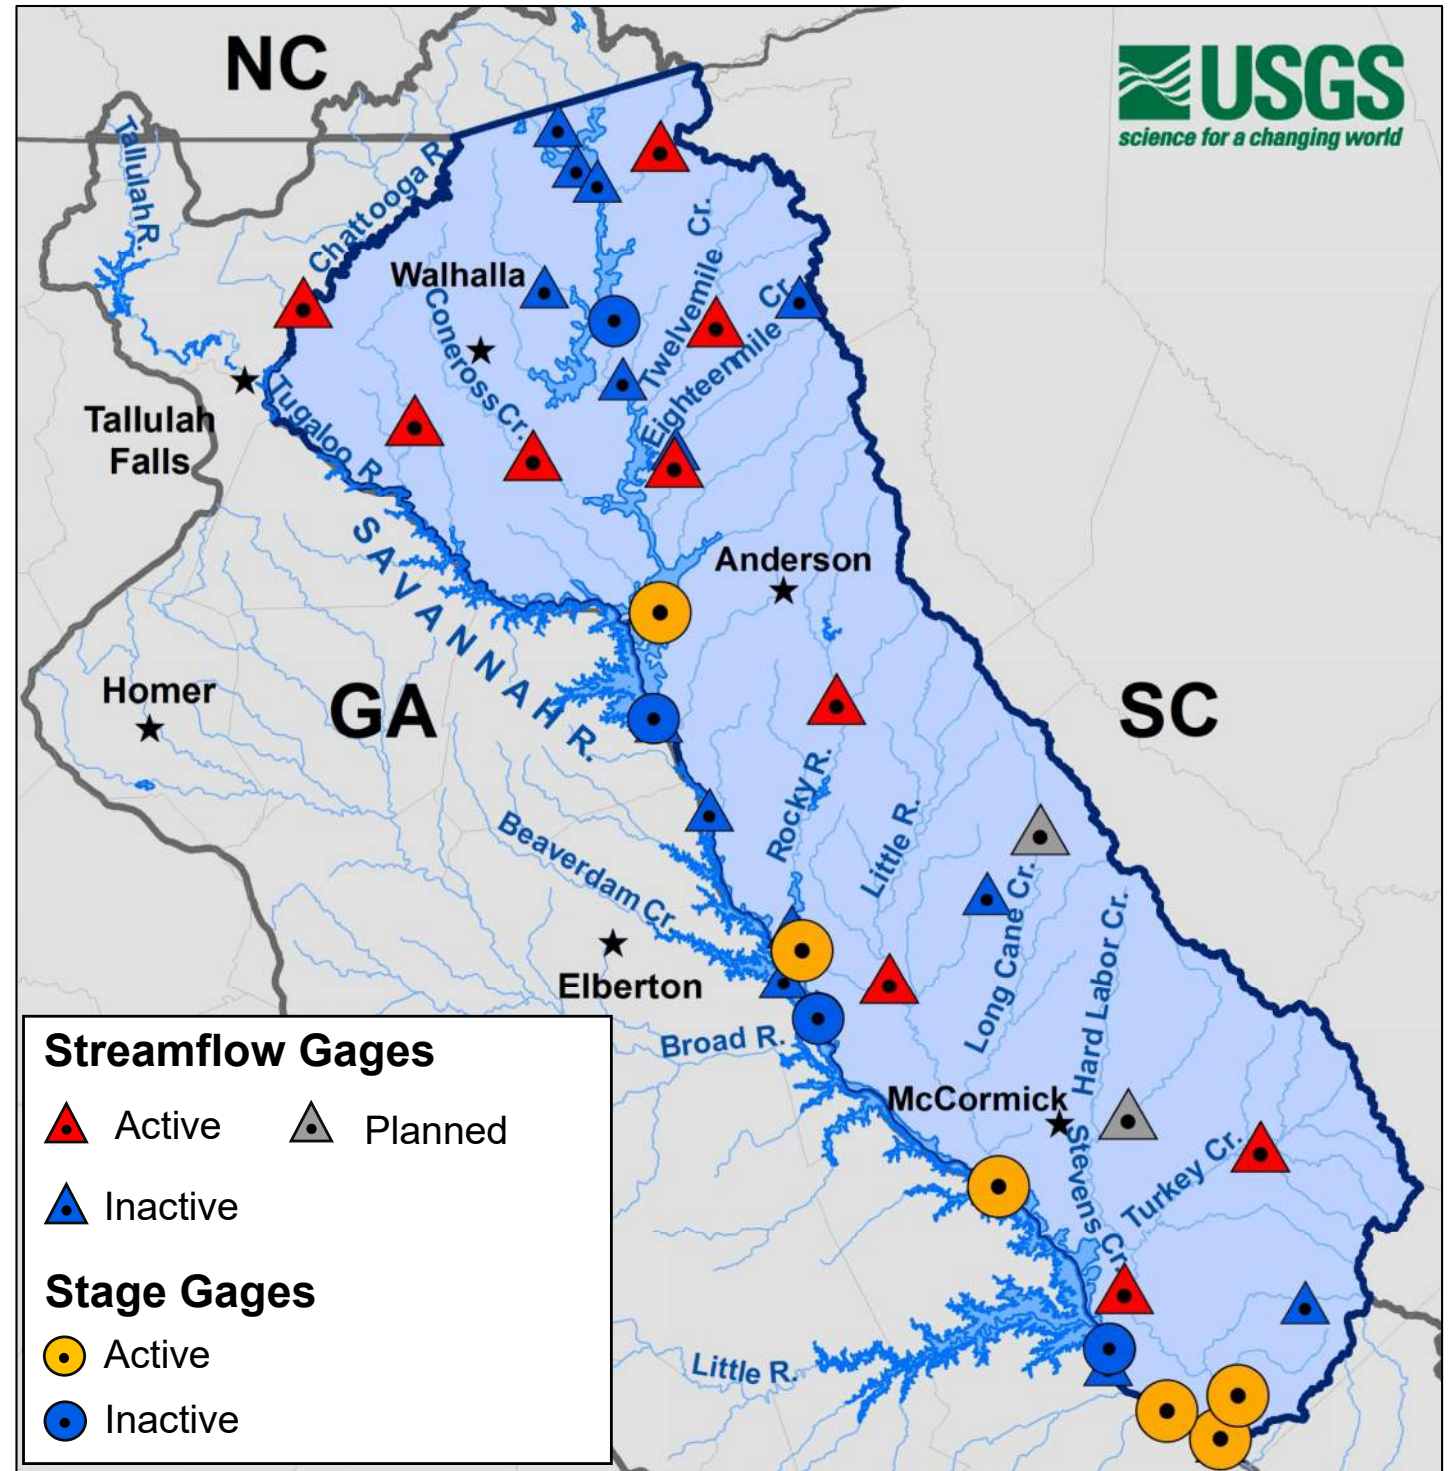 NC
USGS
science for a changing world
Tallulah R.
Chattooga R.
Walhalla
Coneross Cr.
Twelvemile Cr.
Eighteenmile Cr.
Tallulah
Falls
Tugaloo R.
SAVANNAH R.
Anderson
Homer
GA
SC
Rocky R.
Little R.
Beaverdam Cr.
Long Cane Cr.
Hard Labor Cr.
Elberton
Broad R.
McCormick
Stevens Cr.
Turkey Cr.
Little R.
Streamflow Gages
Active
Planned
Inactive
Stage Gages
Active
Inactive